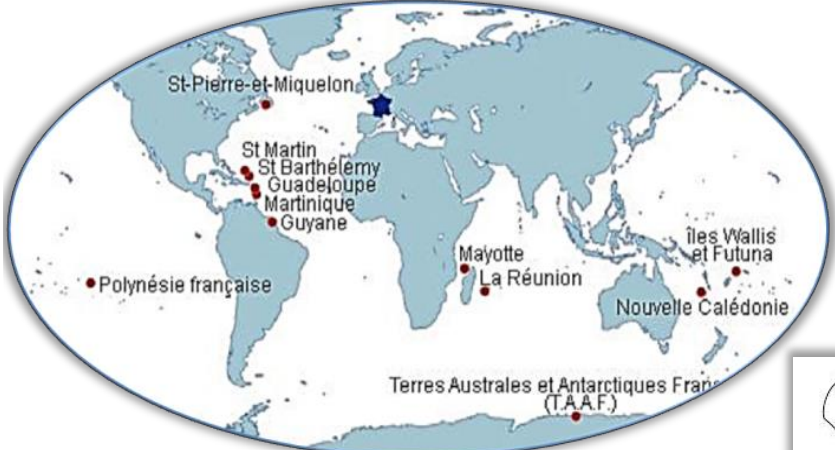 St-Pierre-et-Miquelon
St Martin
St Barthélemy
Guadeloupe
Martinique
Guyane
Polynésie française
Mayotte
La Réunion
îles Wallis
et Futuna
Nouvelle Calédonie
Terres Australes et Antarctiques Fran
(T.A.A.F.)